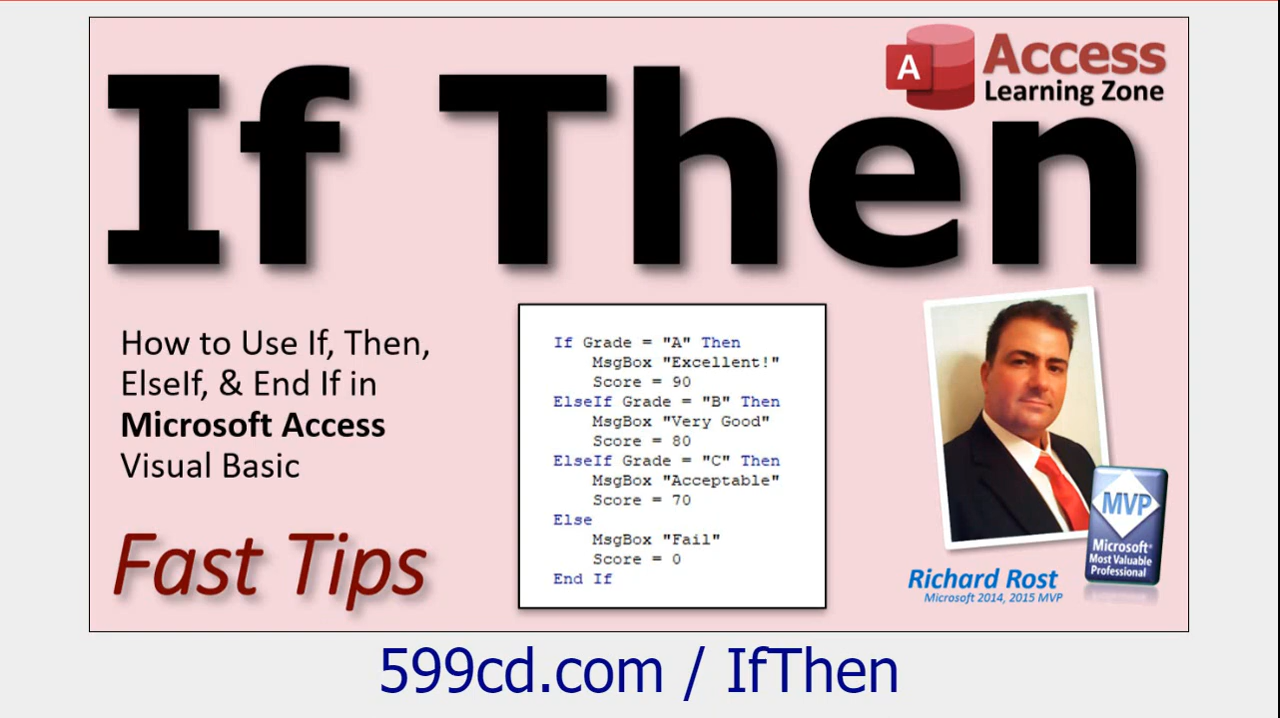 If Then
A
Access
Learning Zone
How to Use If, Then,
ElseIf, & End If in
Microsoft Access
Visual Basic
Fast Tips
If Grade = "A" Then
MsgBox "Excellent!"
Score = 90
ElseIf Grade = "B" Then
MsgBox "Very Good"
Score = 80
ElseIf Grade = "C" Then
MsgBox "Acceptable"
Score = 70
Else
MsgBox "Fail"
Score = 0
End If
MVP
Microsoft®
Most Valuable
Professional
Richard Rost
Microsoft 2014, 2015 MVP
599cd.com / IfThen